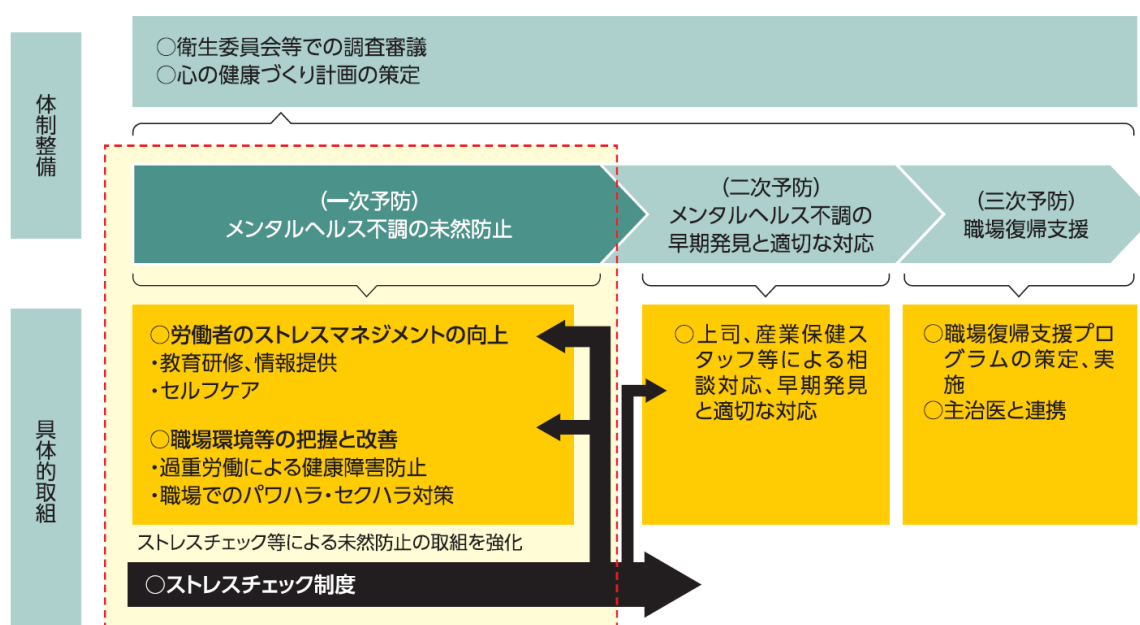 体制整備
○衛生委員会等での調査審議
○心の健康づくり計画の策定
(一次予防)
メンタルヘルス不調の未然防止
(二次予防)
メンタルヘルス不調の
早期発見と適切な対応
(三次予防)
職場復帰支援
具体的取組
○労働者のストレスマネジメントの向上
・教育研修、情報提供
・セルフケア
○職場環境等の把握と改善
・過重労働による健康障害防止
・職場でのパワハラ・セクハラ対策
○上司、産業保健ス
タッフ等による相
談対応、早期発見
と適切な対応
○職場復帰支援プロ
グラムの策定、実
施
○主治医と連携
ストレスチェック等による未然防止の取組を強化
○ストレスチェック制度